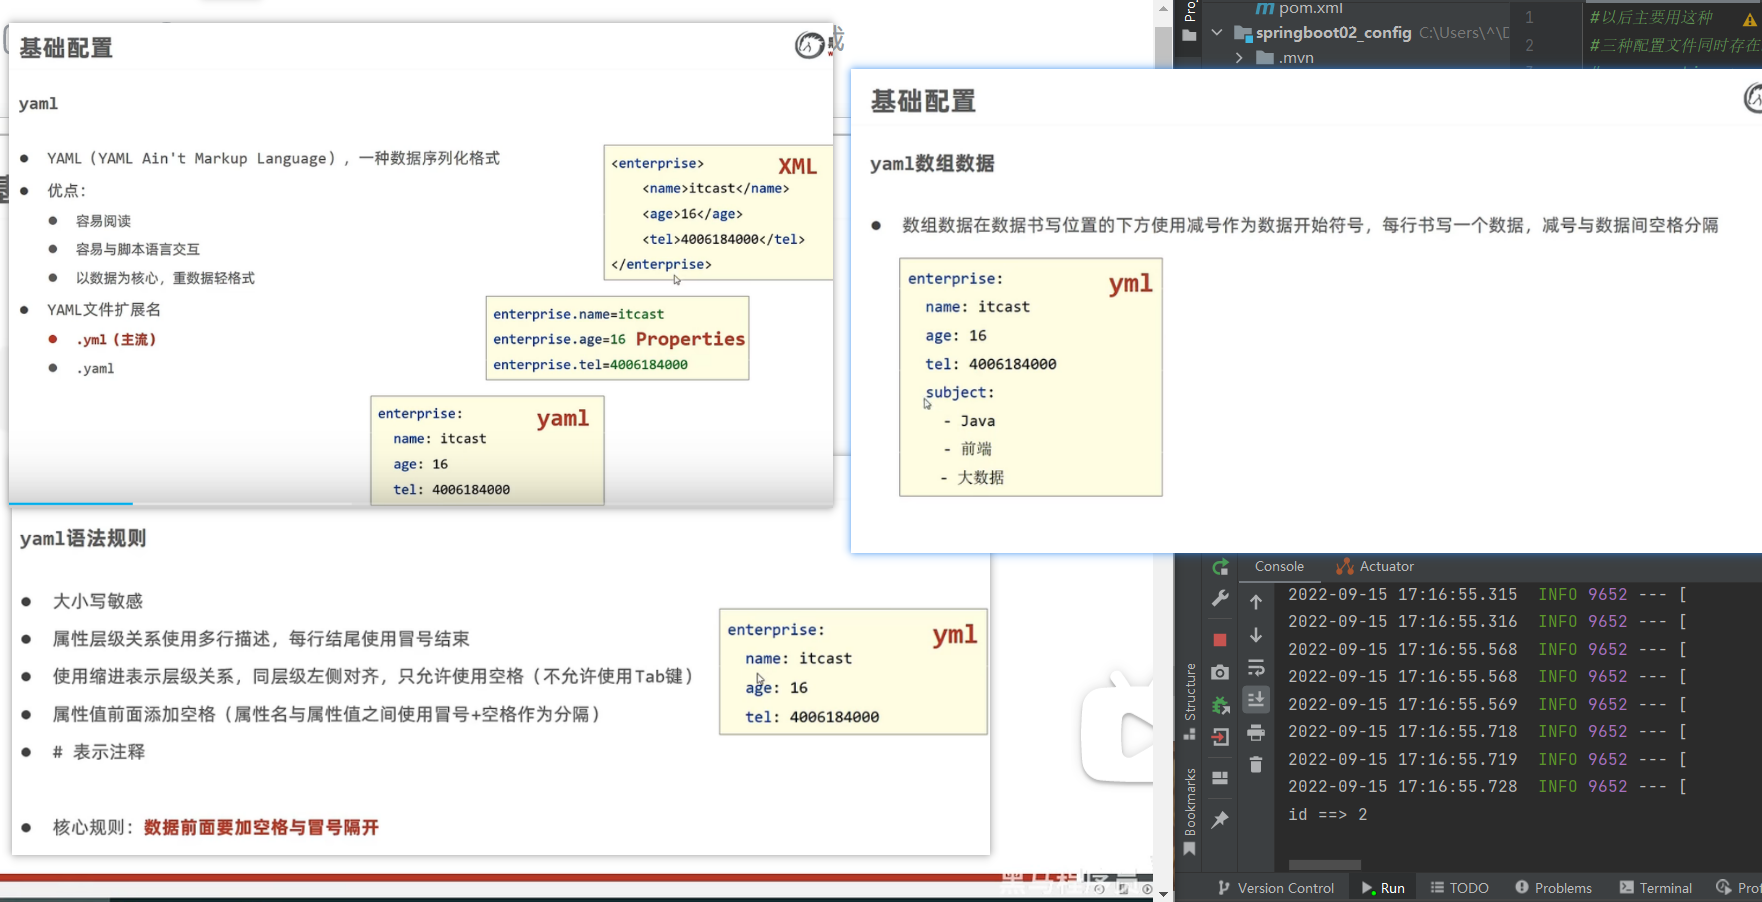 基础配置
yaml
YAML（YAML Ain't Markup Language），一种数据序列化格式
优点：
容易阅读
容易与脚本语言交互
以数据为核心，重数据轻格式
YAML文件扩展名
.yml（主流）
.yaml
<enterprise>
XML
<name>itcast</name>
<age>16</age>
<tel>4006184000</tel>
</enterprise>
enterprise.name=itcast
enterprise.age=16
Properties
enterprise.tel=4006184000
enterprise:
yaml
name: itcast
age: 16
tel: 4006184000
yaml语法规则
大小写敏感
属性层级关系使用多行描述，每行结尾使用冒号结束
使用缩进表示层级关系，同层级左侧对齐，只允许使用空格（不允许使用Tab键）
属性值前面添加空格（属性名与属性值之间使用冒号+空格作为分隔）
# 表示注释
核心规则：数据前面要加空格与冒号隔开
enterprise:
yml
name: itcast
age: 16
tel: 4006184000
黑马程序员
pom.xml
springboot02_config C:\Users\^\D
.mvn
1 #以后主要用这种
2 #三种配置文件同时存在
基础配置
yaml数组数据
数组数据在数据书写位置的下方使用减号作为数据开始符号，每行书写一个数据，减号与数据间空格分隔
enterprise:
yml
name: itcast
age: 16
tel: 4006184000
subject:
- Java
- 前端
- 大数据
Console Actuator
2022-09-15 17:16:55.315 INFO 9652 --- [
2022-09-15 17:16:55.316 INFO 9652 --- [
2022-09-15 17:16:55.568 INFO 9652 --- [
2022-09-15 17:16:55.568 INFO 9652 --- [
2022-09-15 17:16:55.569 INFO 9652 --- [
2022-09-15 17:16:55.718 INFO 9652 --- [
2022-09-15 17:16:55.719 INFO 9652 --- [
2022-09-15 17:16:55.728 INFO 9652 --- [
id ==> 2
Structure
Bookmarks
Version Control Run TODO Problems Terminal Prof